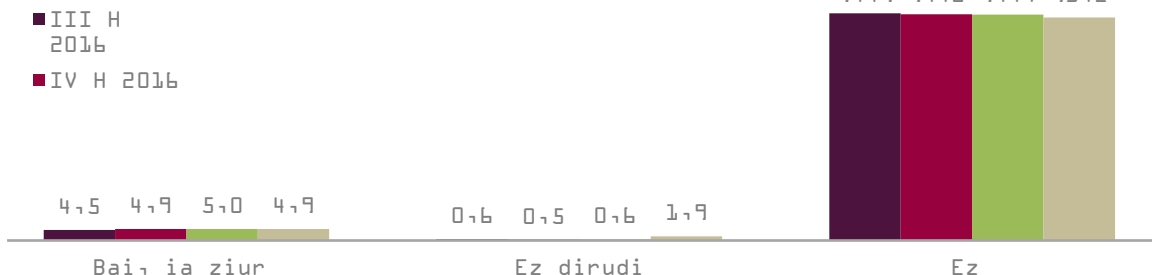 III H
2016
IV H 2016
4,5 4,9 5,0 4,9
0,6 0,5 0,6 1,9
Bai, ia ziur
Ez dirudi
Ez